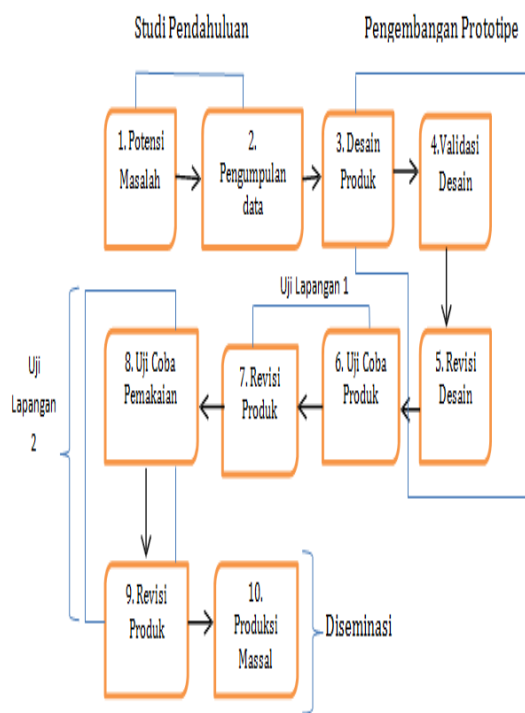 Studi Pendahuluan
Pengembangan Prototipe
1. Potensi
Masalah
2.
Pengumpulan
data
3. Desain
Produk
4.Validasi
Desain
Uji Lapangan 1
Uji
Lapangan
2
8. Uji Coba
Pemakaian
7. Revisi
Produk
6. Uji Coba
Produk
5. Revisi
Desain
9. Revisi
Produk
10.
Produksi
Massal
Diseminasi